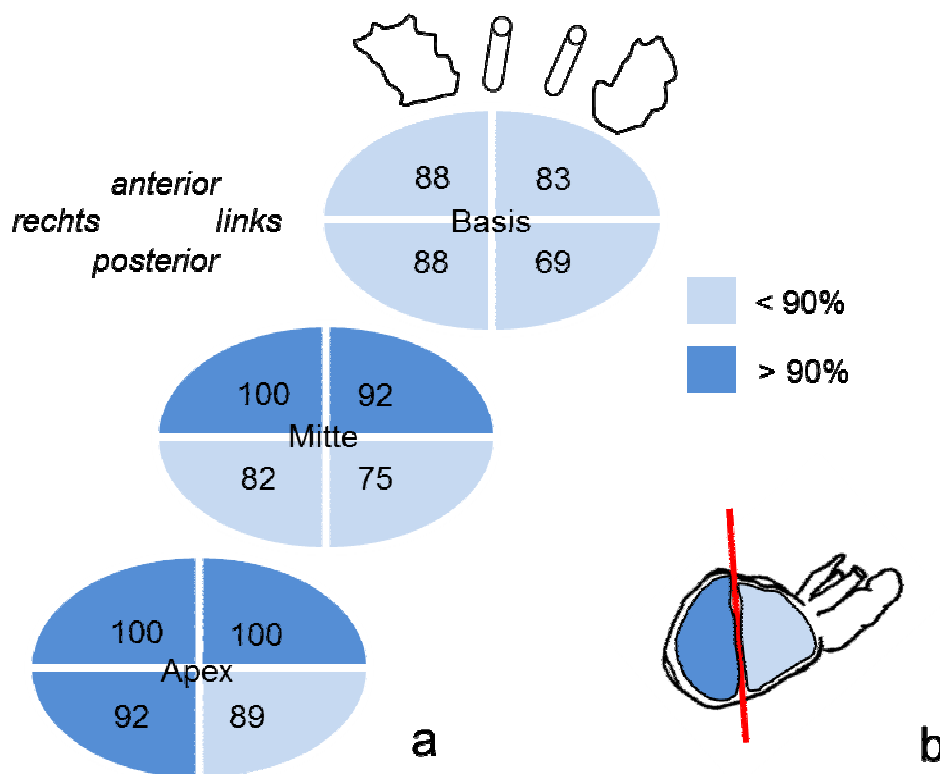 88 83
Basis
88 69
anterior
rechts links
posterior
< 90%
> 90%
100 92
Mitte
82 75
100 100
Apex
92 89
a
b